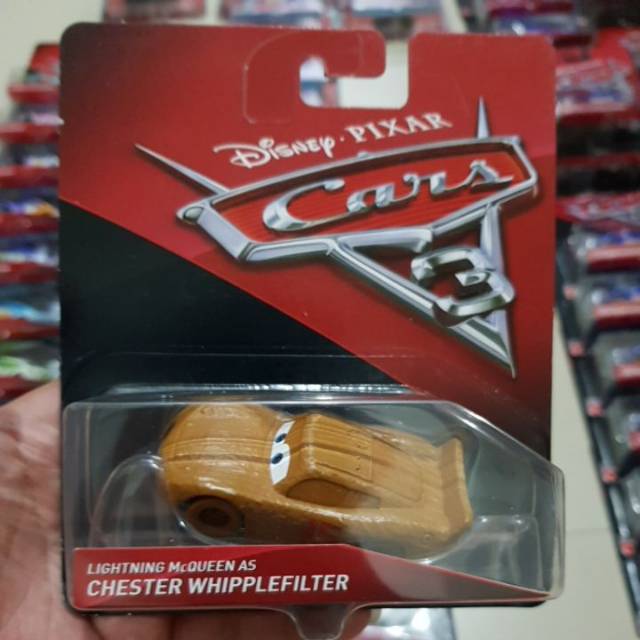 Disney · PIXAR
Cars
3
LIGHTNING McQUEEN AS
CHESTER WHIPPLEFILTER